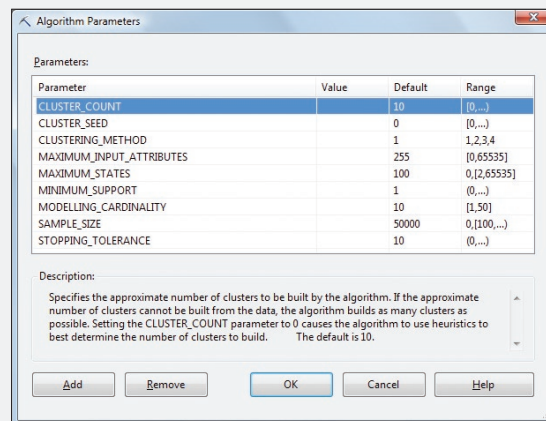 Algorithm Parameters
Parameters:
Parameter Value Default Range
CLUSTER_COUNT 10 [0,...)
CLUSTER_SEED 0 [0,...)
CLUSTERING_METHOD 1 1,2,3,4
MAXIMUM_INPUT_ATTRIBUTES 255 [0,65535]
MAXIMUM_STATES 100 0,[2,65535]
MINIMUM_SUPPORT 1 (0,...)
MODELLING_CARDINALITY 10 [1,50]
SAMPLE_SIZE 50000 0,[100,...)
STOPPING_TOLERANCE 10 (0,...)
Description:
Specifies the approximate number of clusters to be built by the algorithm. If the approximate
number of clusters cannot be built from the data, the algorithm builds as many clusters as
possible. Setting the CLUSTER_COUNT parameter to 0 causes the algorithm to use heuristics to
best determine the number of clusters to build. The default is 10.
Add Remove OK Cancel Help